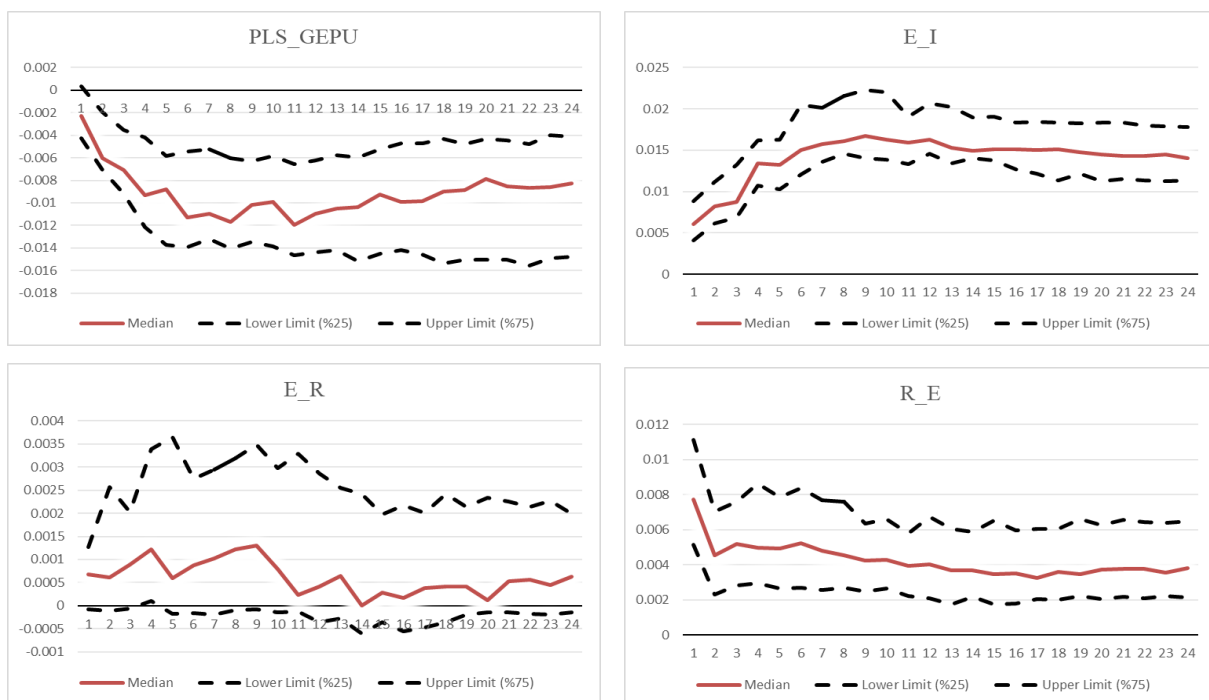 PLS_GEPU
0.002
0
-0.002
-0.004
-0.006
-0.008
-0.01
-0.012
-0.014
-0.016
-0.018
1 2 3 4 5 6 7 8 9 10 11 12 13 14 15 16 17 18 19 20 21 22 23 24
Median Lower Limit (%25) Upper Limit (%75)
E_I
0.025
0.02
0.015
0.01
0.005
0
1 2 3 4 5 6 7 8 9 10 11 12 13 14 15 16 17 18 19 20 21 22 23 24
Median Lower Limit (%25) Upper Limit (%75)
E_R
0.004
0.0035
0.003
0.0025
0.002
0.0015
0.001
0.0005
0
-0.0005
-0.001
1 2 3 4 5 6 7 8 9 10 11 12 13 14 15 16 17 18 19 20 21 22 23 24
Median Lower Limit (%25) Upper Limit (%75)
R_E
0.012
0.01
0.008
0.006
0.004
0.002
0
1 2 3 4 5 6 7 8 9 10 11 12 13 14 15 16 17 18 19 20 21 22 23 24
Median Lower Limit (%25) Upper Limit (%75)